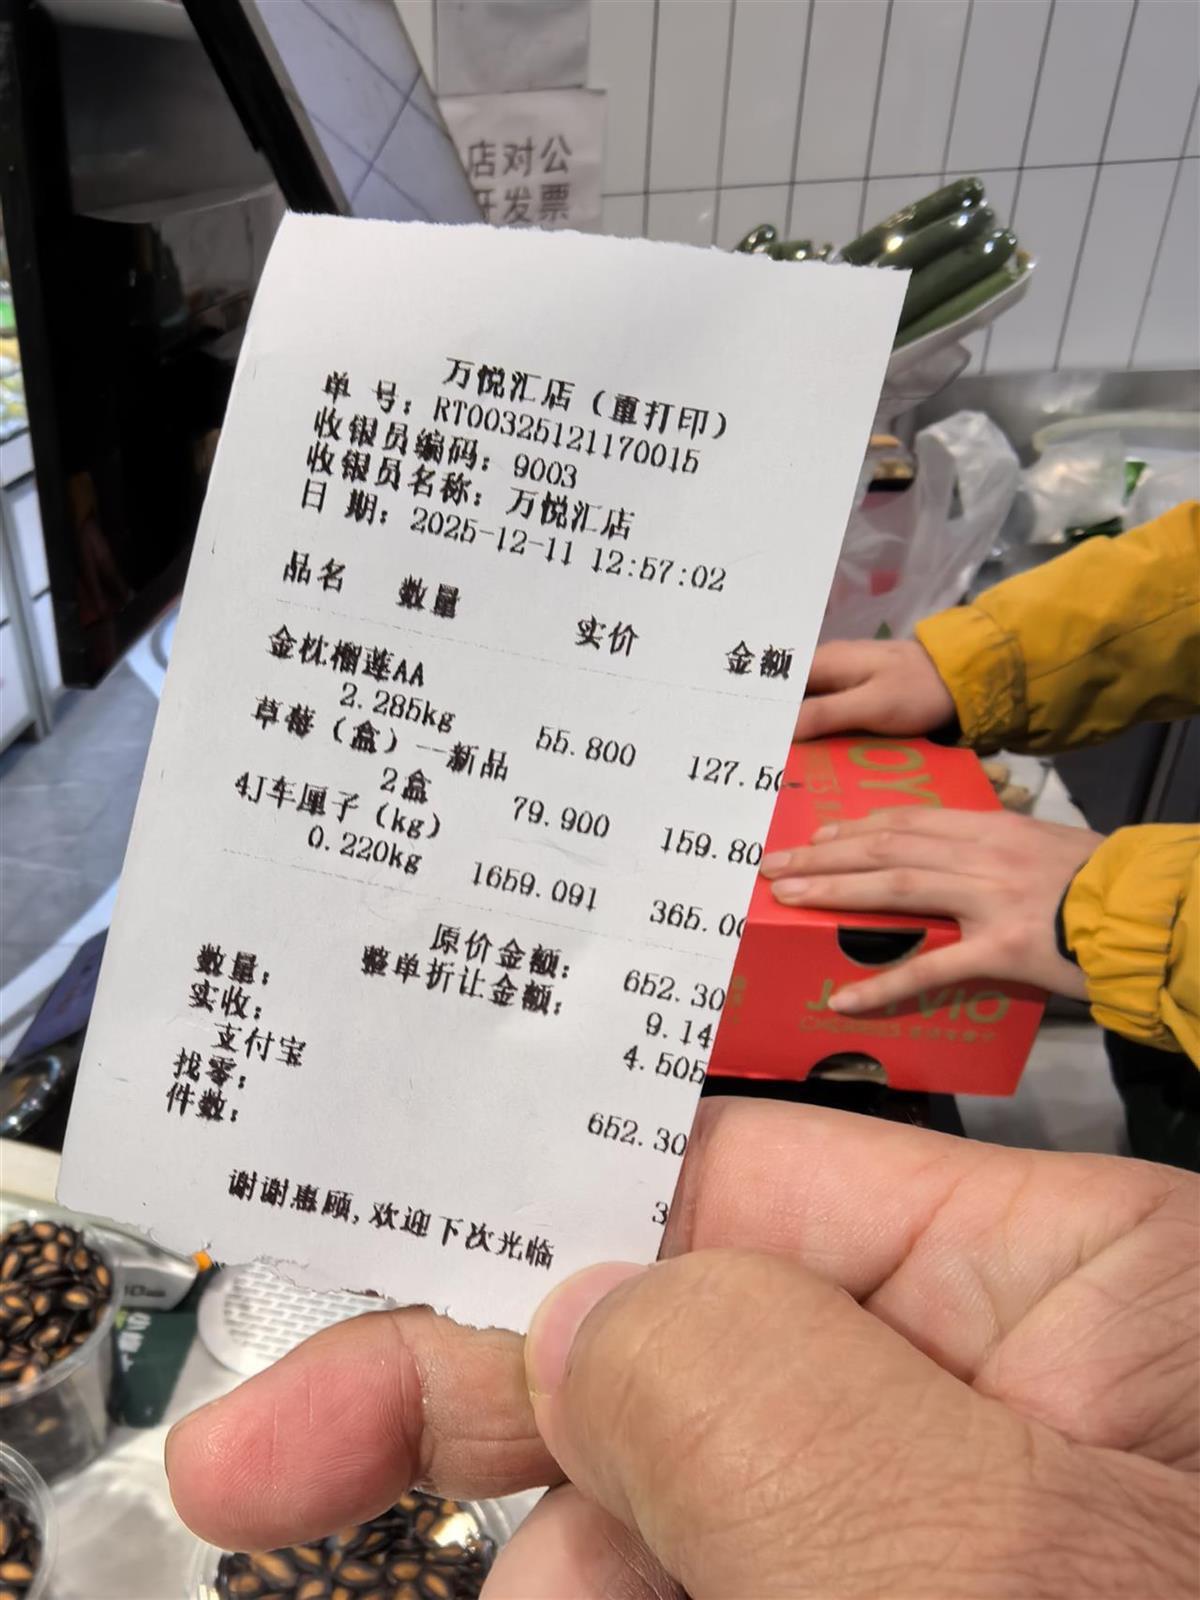 店对公
开发票
万悦汇店（重打印）
单 号：RT00325121170015
收银员编码：9003
收银员名称：万悦汇店
日 期：2025-12-11 12:57:02
品名 数量 实价 金额
金枕榴莲AA
2.285kg 55.800 127.50
草莓（盒）--新品
2盒 79.900 159.80
4J车厘子（kg）
0.220kg 1659.091 365.00
原价金额： 652.30
整单折让金额： 9.14
数量： 4.505
实收：
支付宝 652.30
找零：
件数： 3
谢谢惠顾,欢迎下次光临
JOYVIO
CHERRIES